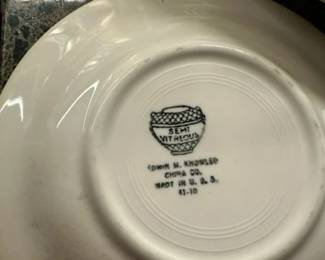 SEMI
VITREOUS
EDWIN M. KNOWLES
CHINA CO.
MADE IN U. S. A.
41-10